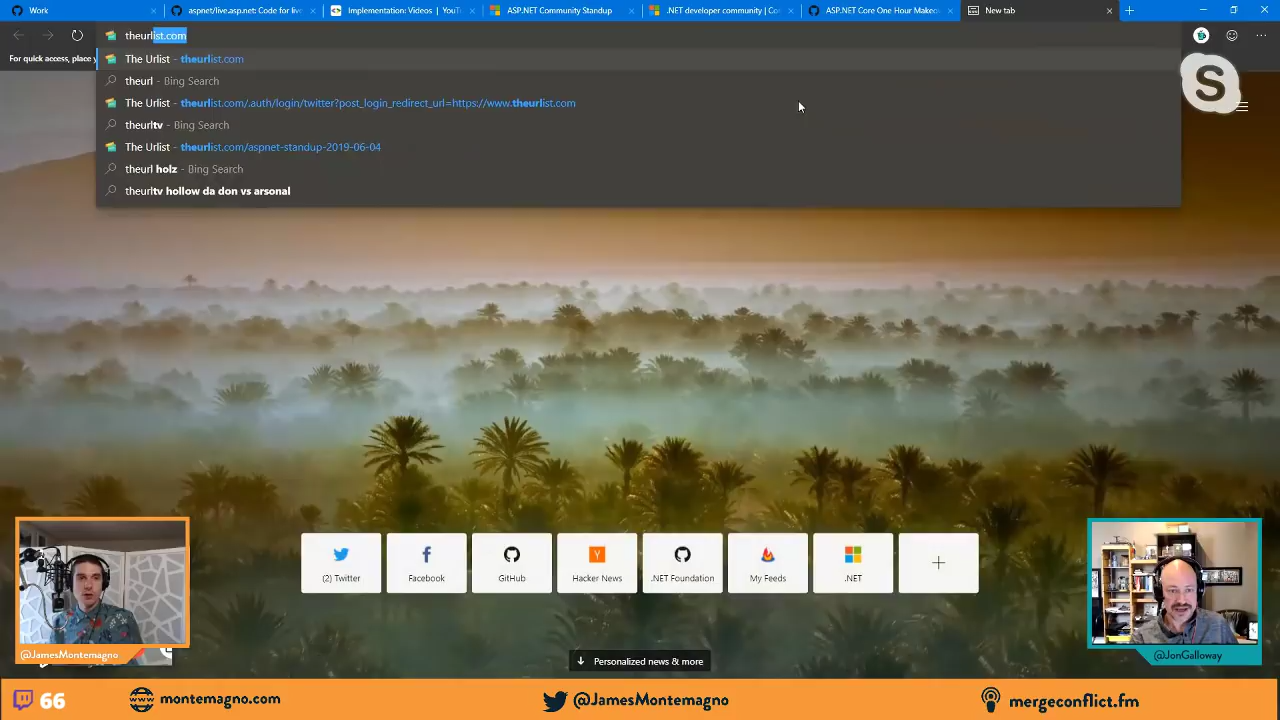 Work
aspnet/live.asp.net: Code for live
Implementation: Videos | YouT
ASP.NET Community Standup
.NET developer community | Co
ASP.NET Core One Hour Makeo
New tab
theurlist.com
For quick access, place y
The Urlist - theurlist.com
theurl - Bing Search
The Urlist - theurlist.com/.auth/login/twitter?post_login_redirect_url=https://www.theurlist.com
theurltv - Bing Search
The Urlist - theurlist.com/aspnet-standup-2019-06-04
theurl holz - Bing Search
theurltv hollow da don vs arsonal
S
(2) Twitter
Facebook
GitHub
Y
Hacker News
.NET Foundation
My Feeds
.NET
Personalized news & more
@JamesMontemagno
@JonGalloway
66
montemagno.com
@JamesMontemagno
mergeconflict.fm